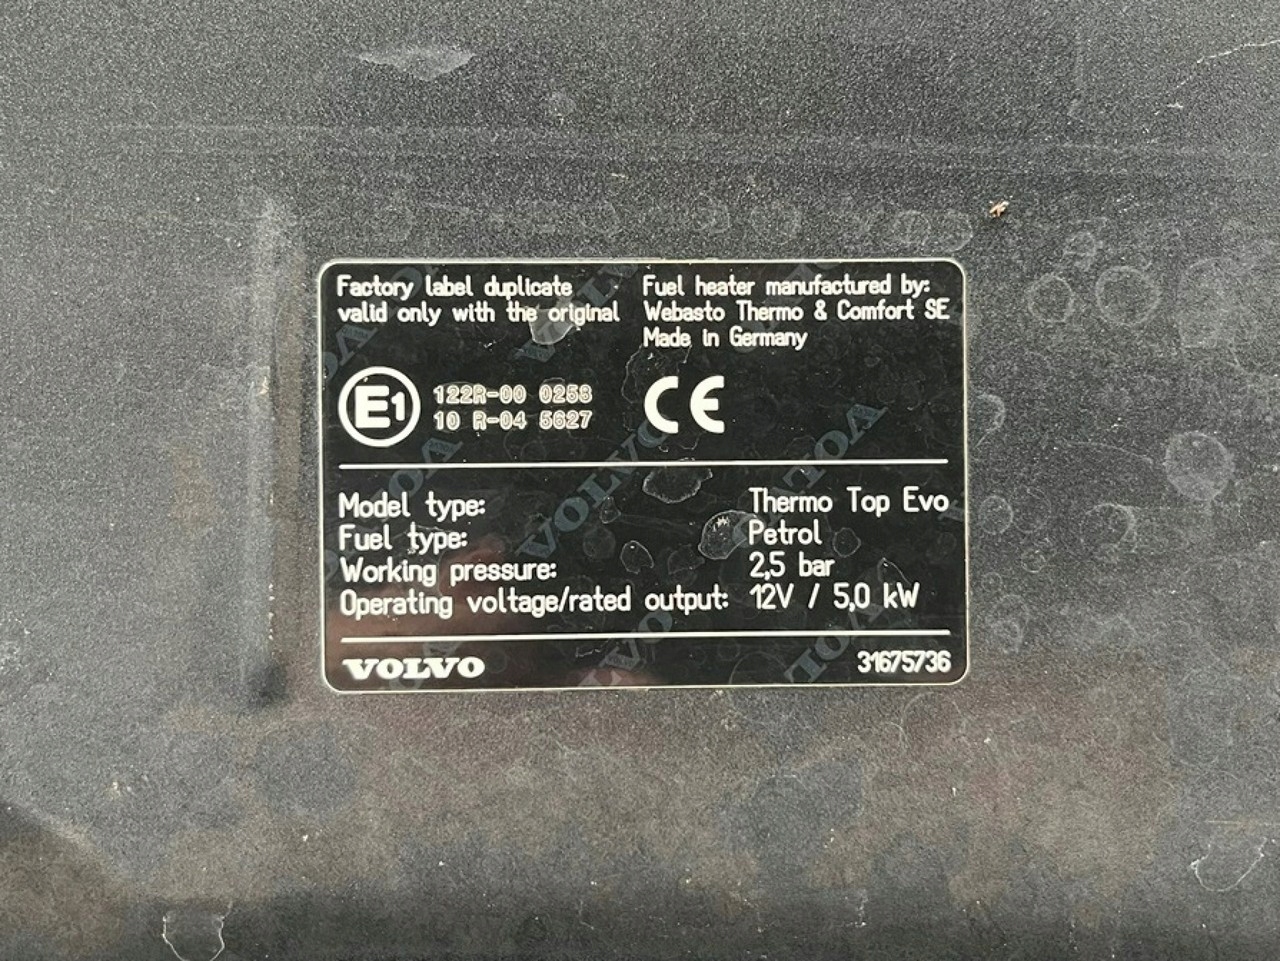 Factory label duplicate
valid only with the original
Fuel heater manufactured by:
Webasto Thermo & Comfort SE
Made in Germany
E1
122R-00 0258
10 R-04 5627
CE
Model type: Thermo Top Evo
Fuel type: Petrol
Working pressure: 2,5 bar
Operating voltage/rated output: 12V / 5,0 kW
VOLVO 31675736